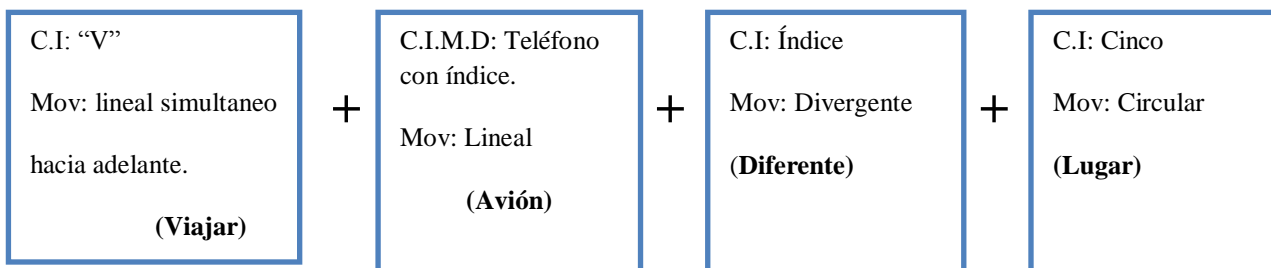 C.I: “V”
Mov: lineal simultaneo
hacia adelante.
(Viajar)
+
C.I.M.D: Teléfono
con índice.
Mov: Lineal
(Avión)
+
C.I: Índice
Mov: Divergente
(Diferente)
+
C.I: Cinco
Mov: Circular
(Lugar)